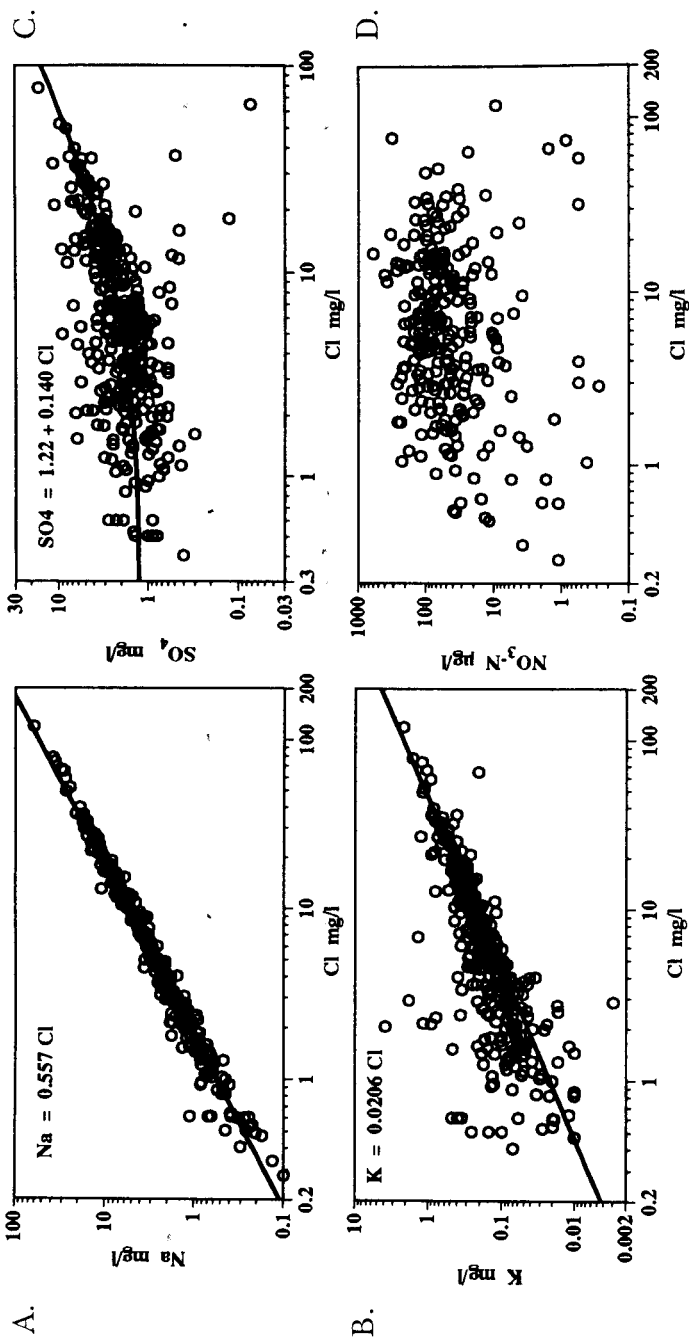 A.
Na = 0.557 Cl
Na mg/l
100
10
1
0.1
0.2
1
10
100
200
Cl mg/l
B.
K = 0.0206 Cl
K mg/l
10
1
0.1
0.01
0.002
0.2
1
10
100
200
Cl mg/l
C.
SO4 = 1.22 + 0.140 Cl
SO₄ mg/l
30
10
1
0.1
0.03
0.3
1
10
100
Cl mg/l
D.
NO₃-N µg/l
1000
100
10
1
0.1
0.2
1
10
100
200
Cl mg/l